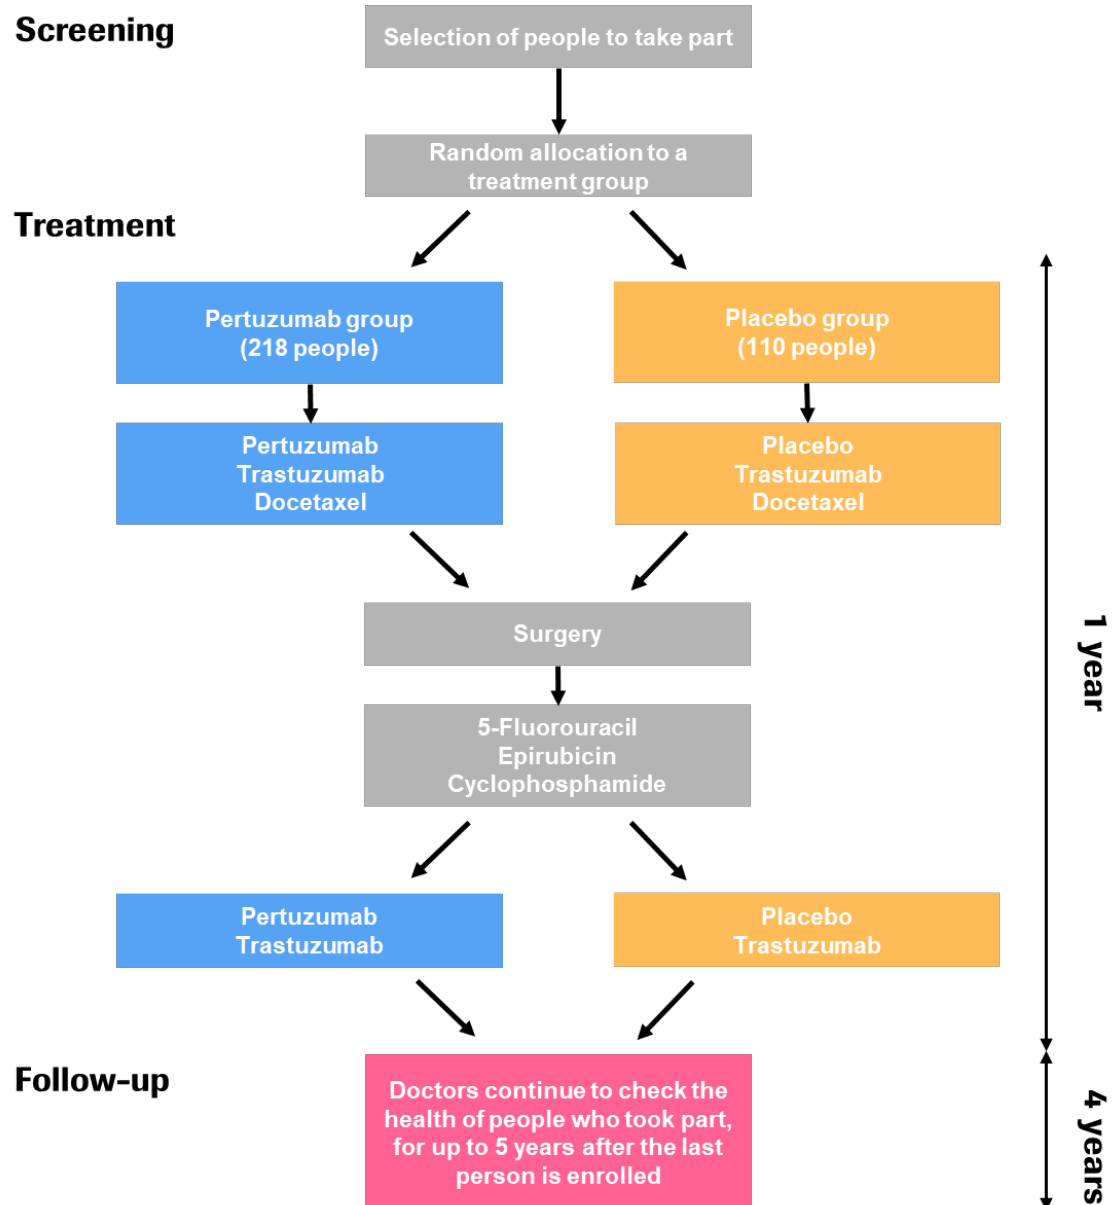 Screening
Selection of people to take part
Random allocation to a
treatment group
Treatment
Pertuzumab group
(218 people)
Placebo group
(110 people)
Pertuzumab
Trastuzumab
Docetaxel
Placebo
Trastuzumab
Docetaxel
Surgery
5-Fluorouracil
Epirubicin
Cyclophosphamide
Pertuzumab
Trastuzumab
Placebo
Trastuzumab
1 year
Follow-up
Doctors continue to check the
health of people who took part,
for up to 5 years after the last
person is enrolled
4 years